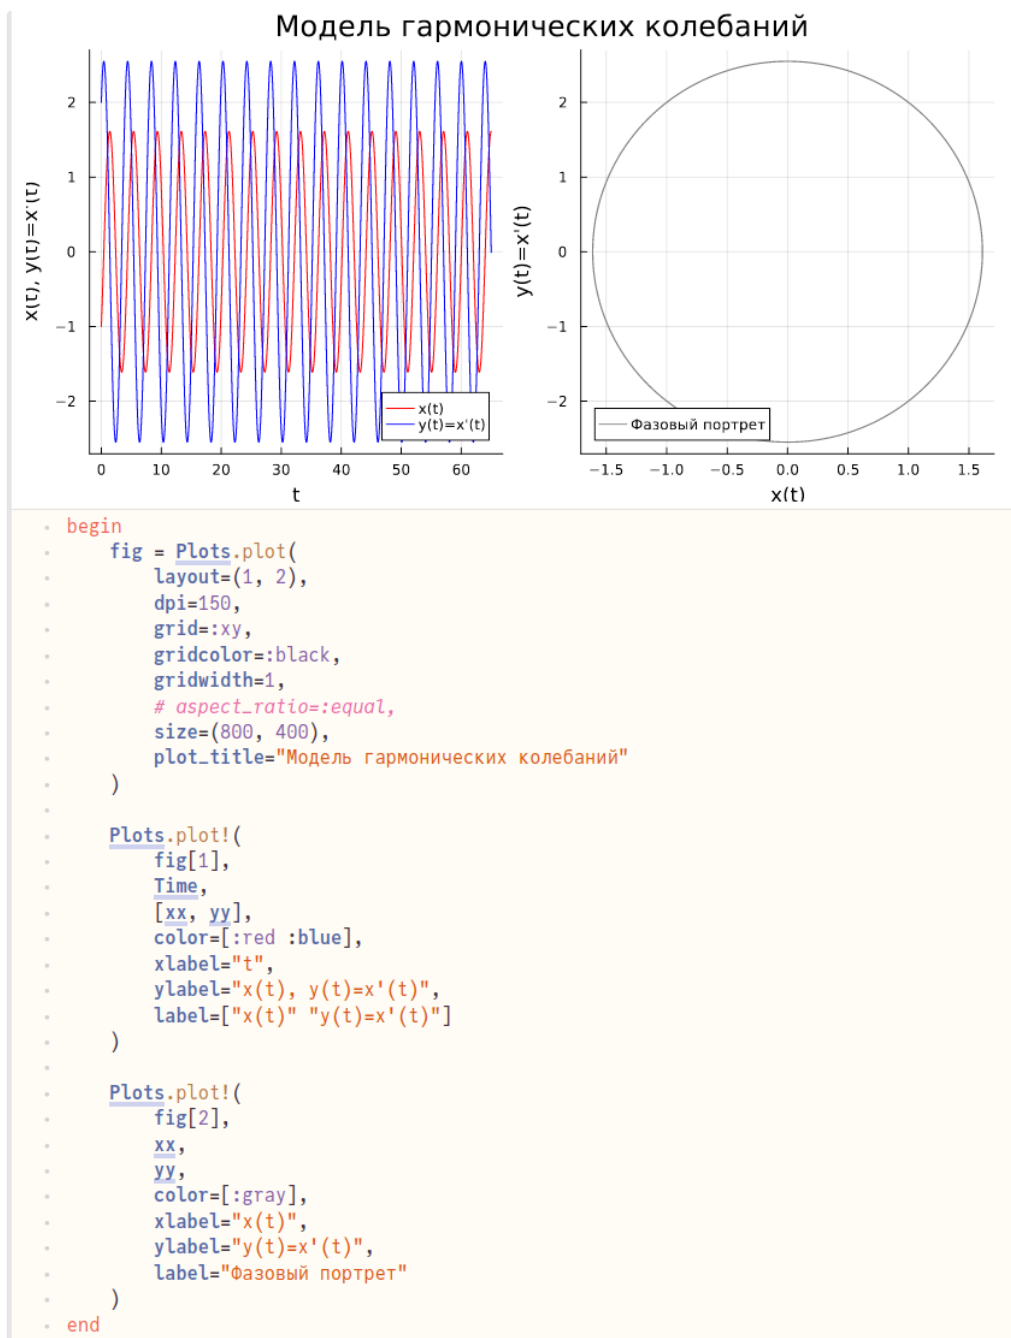 Модель гармонических колебаний
x(t), y(t)=x'(t)
2
1
0
−1
−2
0 10 20 30 40 50 60
t
x(t)
y(t)=x'(t)
y(t)=x'(t)
2
1
0
−1
−2
−1.5 −1.0 −0.5 0.0 0.5 1.0 1.5
x(t)
Фазовый портрет
begin
    fig = Plots.plot(
        layout=(1, 2),
        dpi=150,
        grid=:xy,
        gridcolor=:black,
        gridwidth=1,
        # aspect_ratio=:equal,
        size=(800, 400),
        plot_title="Модель гармонических колебаний"
    )
    Plots.plot!(
        fig[1],
        Time,
        [xx, yy],
        color=[:red :blue],
        xlabel="t",
        ylabel="x(t), y(t)=x'(t)",
        label=["x(t)" "y(t)=x'(t)"]
    )
    Plots.plot!(
        fig[2],
        xx,
        yy,
        color=[:gray],
        xlabel="x(t)",
        ylabel="y(t)=x'(t)",
        label="Фазовый портрет"
    )
end